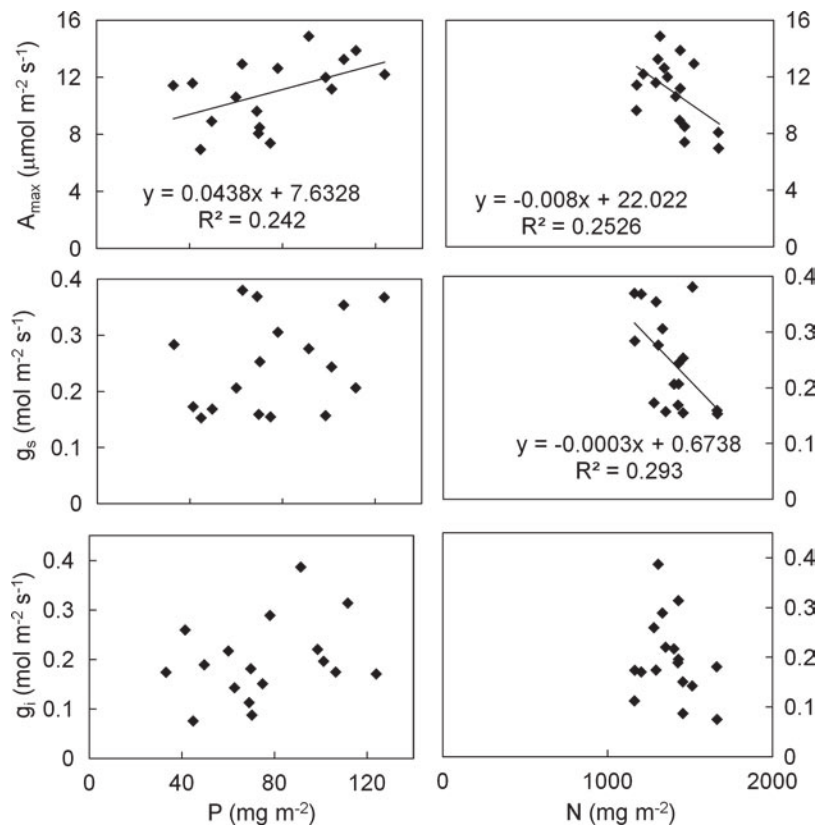 16
12
8
4
0
A_max (μmol m⁻² s⁻¹)
y = 0.0438x + 7.6328
R² = 0.242
16
12
8
4
0
y = -0.008x + 22.022
R² = 0.2526
0.4
0.3
0.2
0.1
0
g_s (mol m⁻² s⁻¹)
0.4
0.3
0.2
0.1
0
y = -0.0003x + 0.6738
R² = 0.293
0.4
0.3
0.2
0.1
0
g_i (mol m⁻² s⁻¹)
0 40 80 120
P (mg m⁻²)
0.4
0.3
0.2
0.1
0
0 1000 2000
N (mg m⁻²)